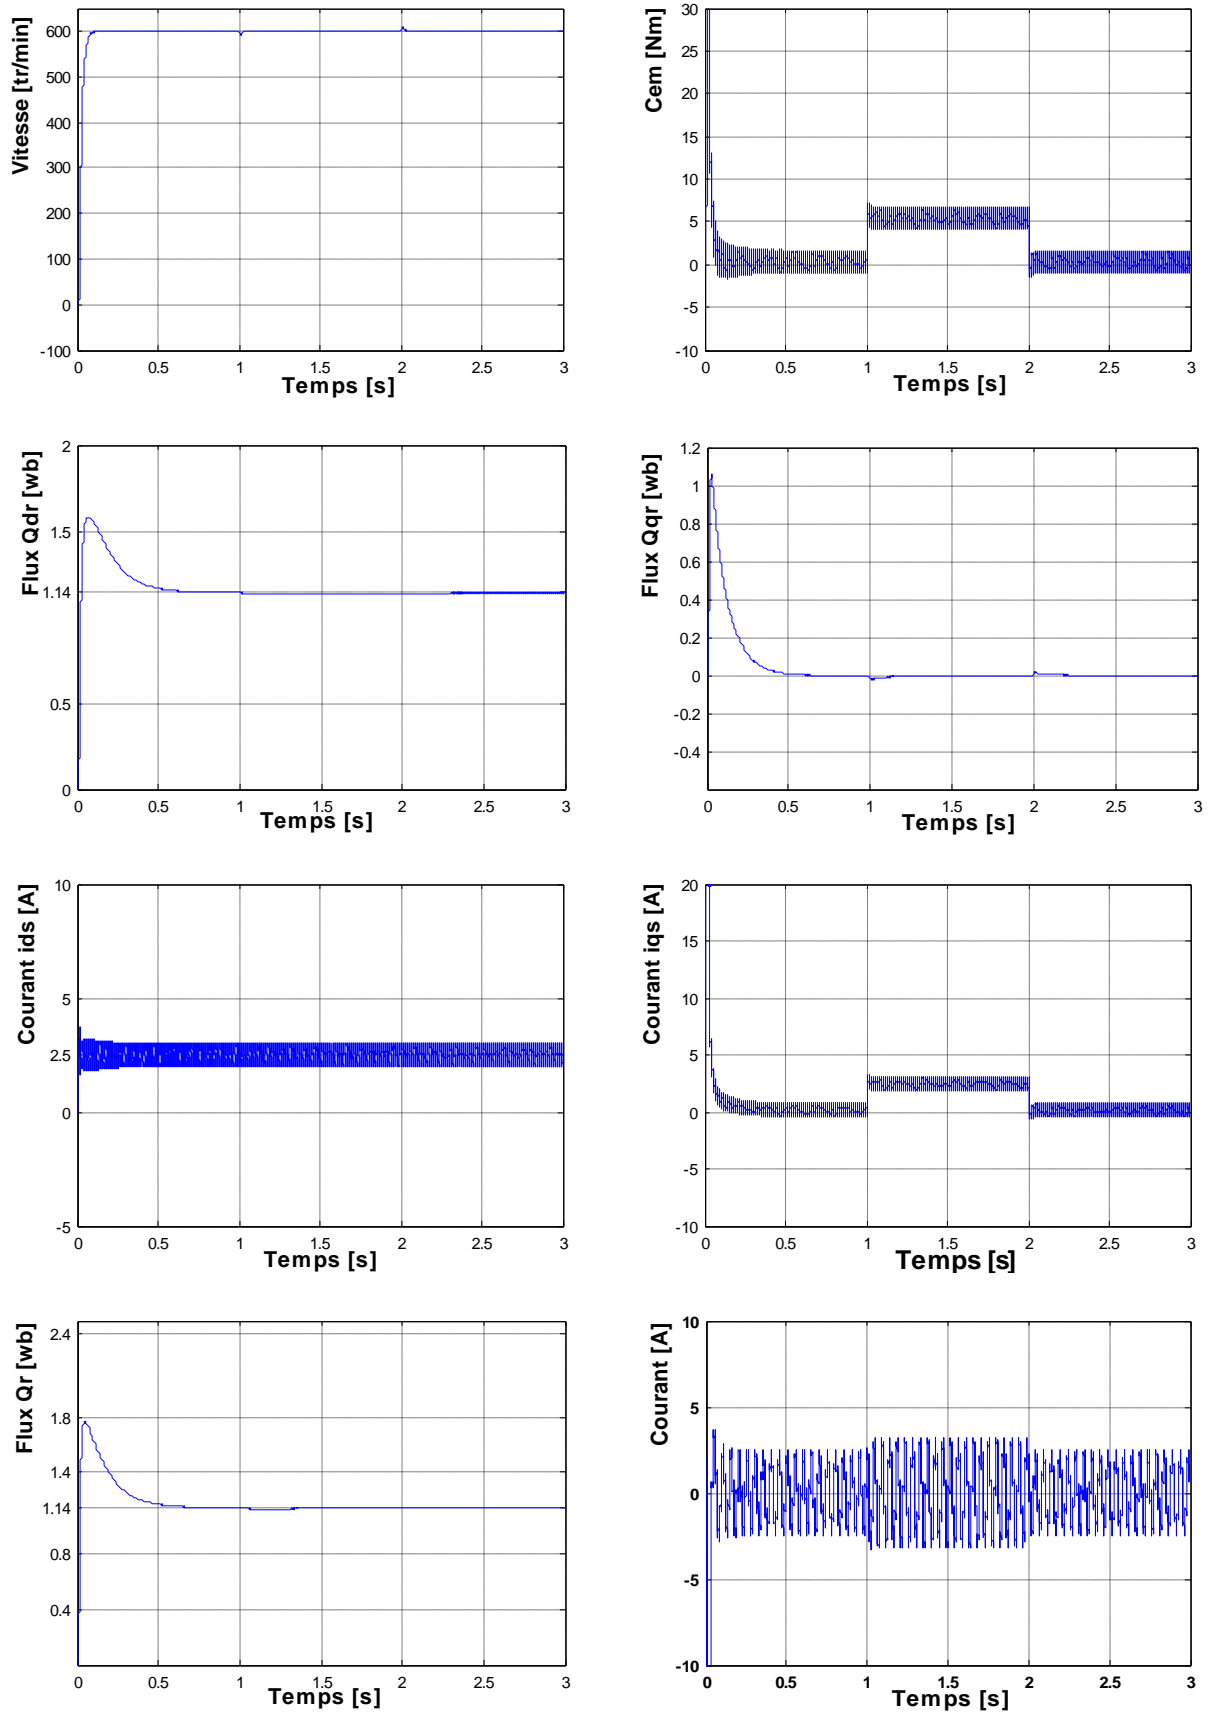 Vitesse [tr/min]
600
500
400
300
200
100
0
-100
0 0.5 1 1.5 2 2.5 3
Temps [s]
Cem [Nm]
30
25
20
15
10
5
0
-5
-10
0 0.5 1 1.5 2 2.5 3
Temps [s]
Flux Qdr [wb]
2
1.5
1.14
0.5
0
0 0.5 1 1.5 2 2.5 3
Temps [s]
Flux Qqr [wb]
1.2
1
0.8
0.6
0.4
0.2
0
-0.2
-0.4
0 0.5 1 1.5 2 2.5 3
Temps [s]
Courant ids [A]
10
5
2.5
0
-5
0 0.5 1 1.5 2 2.5 3
Temps [s]
Courant iqs [A]
20
15
10
5
0
-5
-10
0 0.5 1 1.5 2 2.5 3
Temps [s]
Flux Qr [wb]
2.4
1.8
1.4
1.14
0.8
0.4
0 0.5 1 1.5 2 2.5 3
Temps [s]
Courant [A]
10
5
0
-5
-10
0 0.5 1 1.5 2 2.5 3
Temps [s]